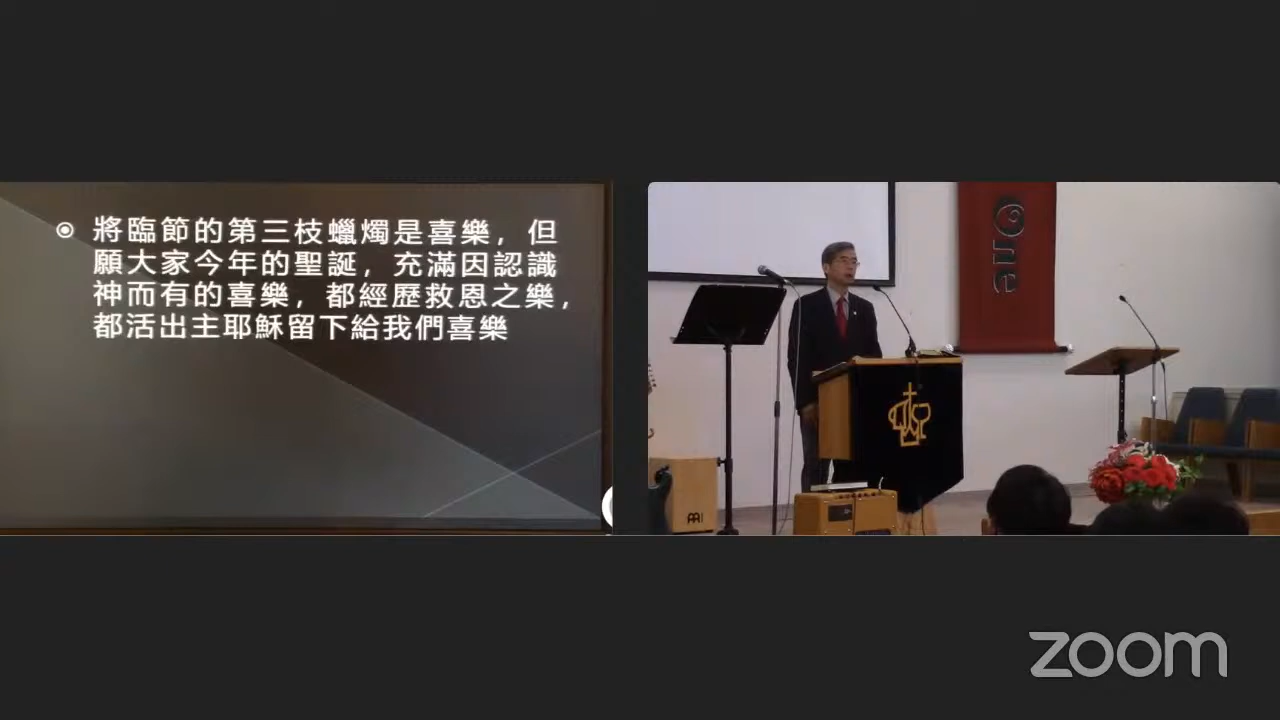 將臨節的第三枝蠟燭是喜樂，但
願大家今年的聖誕，充滿因認識
神而有的喜樂，都經歷救恩之樂，
都活出主耶穌留下給我們喜樂
One
zoom